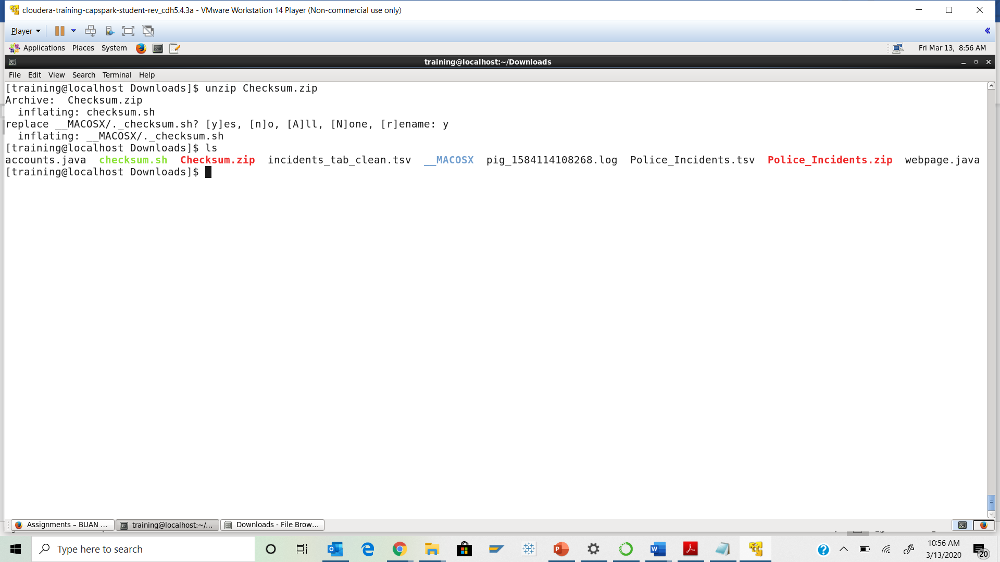 cloudera-training-capspark-student-rev_cdh5.4.3a - VMware Workstation 14 Player (Non-commercial use only)
Player
Applications Places System Fri Mar 13, 8:56 AM
training@localhost:~/Downloads
File Edit View Search Terminal Help
[training@localhost Downloads]$ unzip Checksum.zip
Archive:  Checksum.zip
  inflating: checksum.sh
replace __MACOSX/._checksum.sh? [y]es, [n]o, [A]ll, [N]one, [r]ename: y
  inflating: __MACOSX/._checksum.sh
[training@localhost Downloads]$ ls
accounts.java  checksum.sh  Checksum.zip  incidents_tab_clean.tsv  __MACOSX  pig_1584114108268.log  Police_Incidents.tsv  Police_Incidents.zip  webpage.java
[training@localhost Downloads]$
Assignments – BUAN ... training@localhost:~/... Downloads - File Brow...
Type here to search
10:56 AM
3/13/2020
20